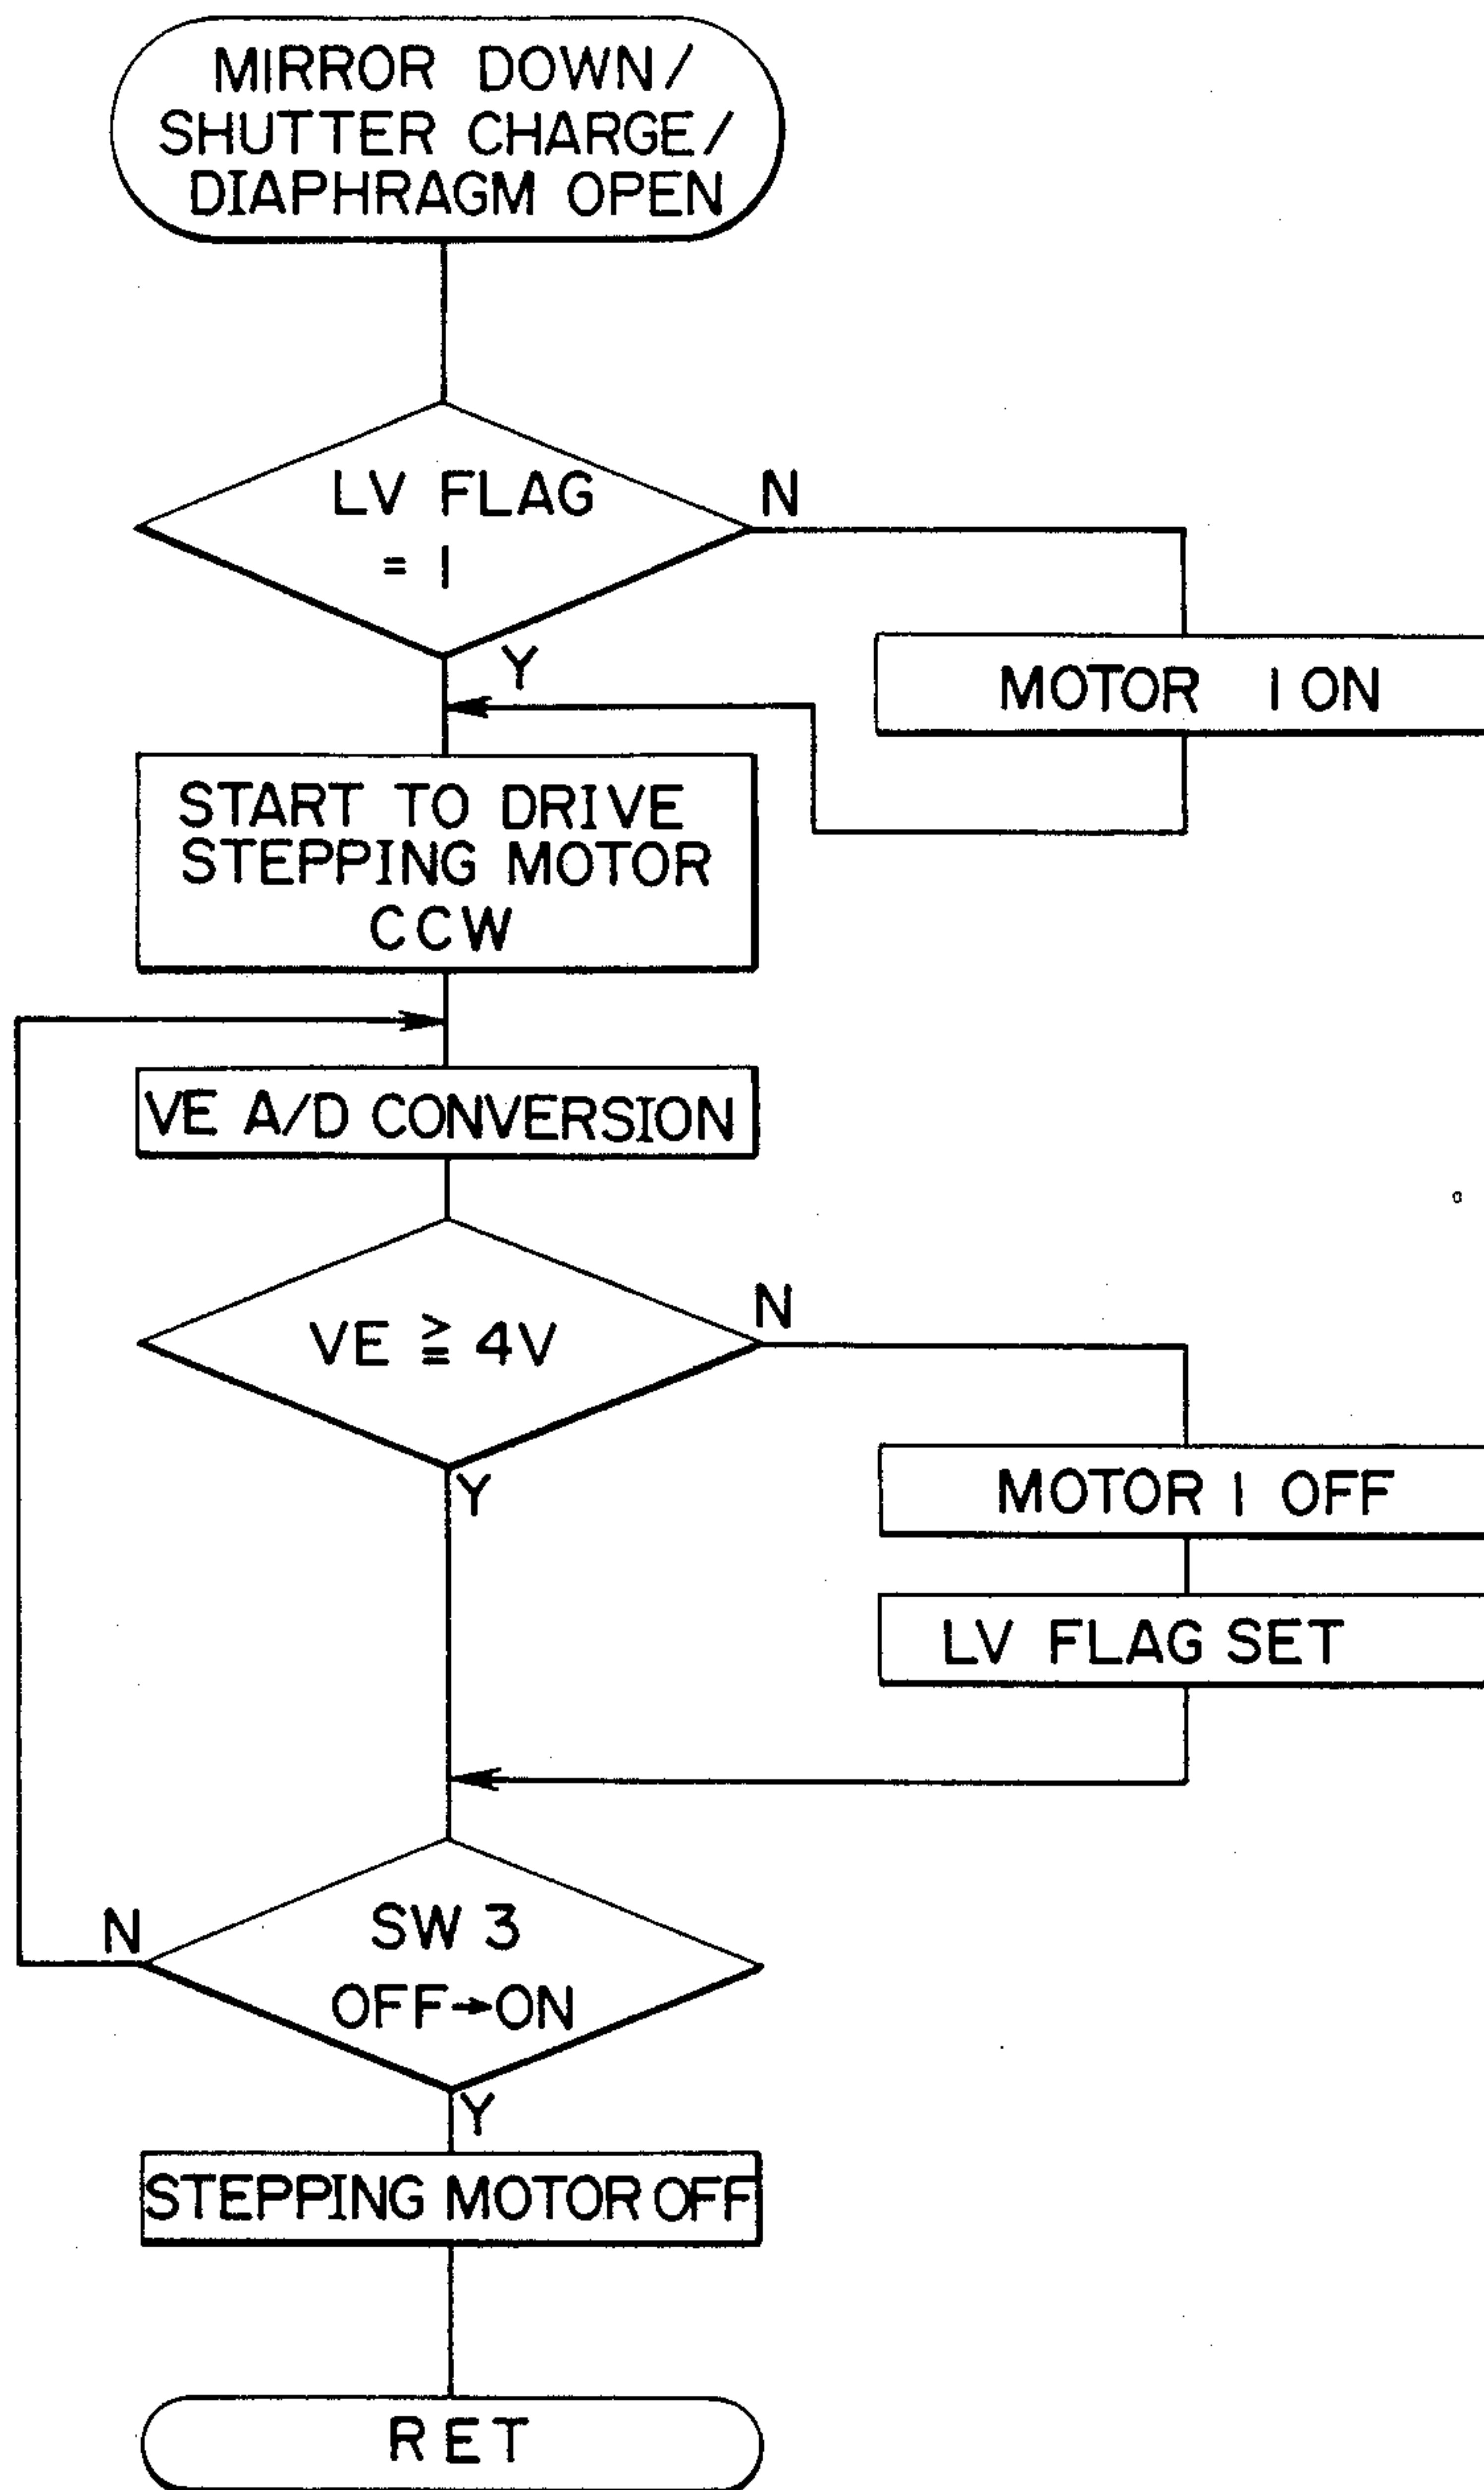 MIRROR DOWN/
SHUTTER CHARGE/
DIAPHRAGM OPEN
LV FLAG
= 1
N
Y
MOTOR 1 ON
START TO DRIVE
STEPPING MOTOR
CCW
VE A/D CONVERSION
VE ≧ 4V
N
Y
MOTOR 1 OFF
LV FLAG SET
SW 3
OFF→ON
N
Y
STEPPING MOTOR OFF
RET